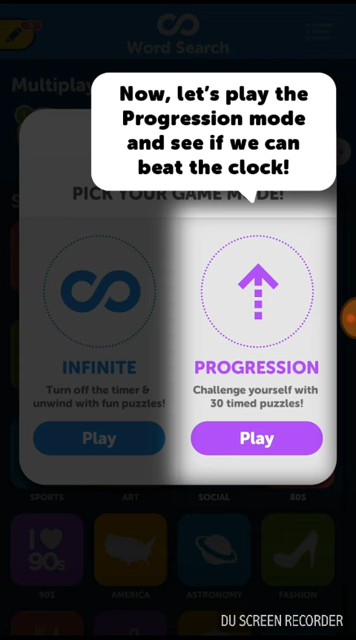 Word Search
Multiplay
Now, let's play the
Progression mode
and see if we can
beat the clock!
PICK YOUR GAME MODE!
INFINITE
Turn off the timer &
unwind with fun puzzles!
Play
PROGRESSION
Challenge yourself with
30 timed puzzles!
Play
SPORTS
ART
SOCIAL
80S
I ♥
90s
90S
AMERICA
ASTRONOMY
FASHION
DU SCREEN RECORDER